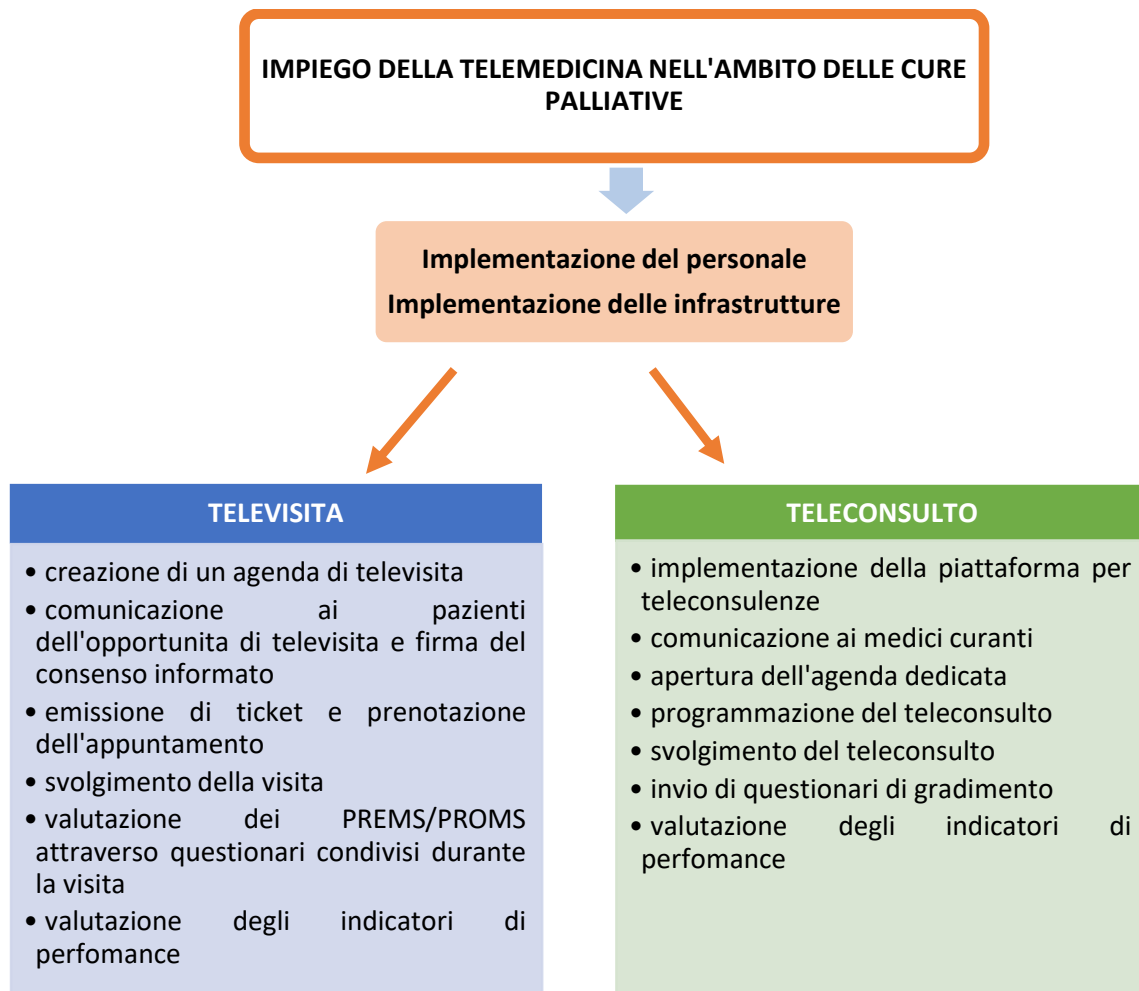 IMPIEGO DELLA TELEMEDICINA NELL'AMBITO DELLE CURE
PALLIATIVE
Implementazione del personale
Implementazione delle infrastrutture
TELEVISITA
• creazione di un agenda di televisita
• comunicazione ai pazienti
dell'opportunita di televisita e firma del
consenso informato
• emissione di ticket e prenotazione
dell'appuntamento
• svolgimento della visita
• valutazione dei PREMS/PROMS
attraverso questionari condivisi durante
la visita
• valutazione degli indicatori di
perfomance
TELECONSULTO
• implementazione della piattaforma per
teleconsulenze
• comunicazione ai medici curanti
• apertura dell'agenda dedicata
• programmazione del teleconsulto
• svolgimento del teleconsulto
• invio di questionari di gradimento
• valutazione degli indicatori di
perfomance